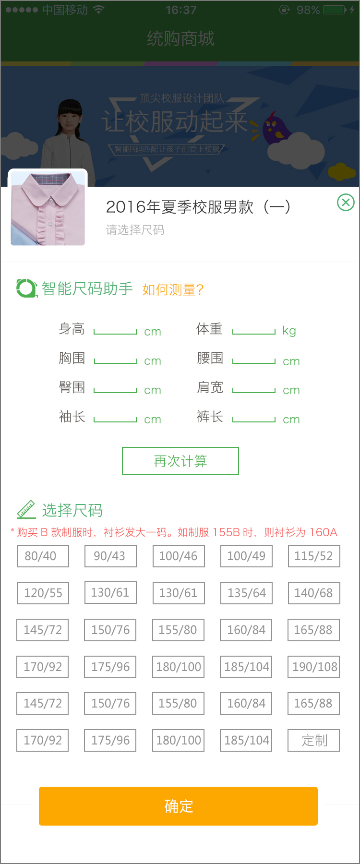 中国移动 16:37 98%
统购商城
顶尖校服设计团队
让校服动起来
2016年夏季校服男款（一）
请选择尺码
智能尺码助手 如何测量?
身高 cm 体重 kg
胸围 cm 腰围 cm
臀围 cm 肩宽 cm
袖长 cm 裤长 cm
再次计算
选择尺码
* 购买 B 款制服时，衬衫发大一码。如制服 155B 时，则衬衫为 160A
80/40 90/43 100/46 100/49 115/52
120/55 130/61 130/61 135/64 140/68
145/72 150/76 155/80 160/84 165/88
170/92 175/96 180/100 185/104 190/108
145/72 150/76 155/80 160/84 165/88
170/92 175/96 180/100 185/104 定制
确定